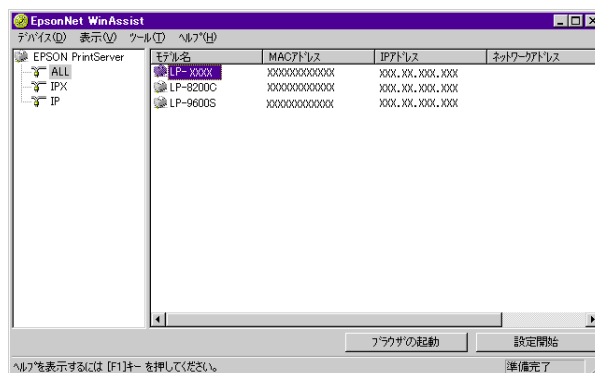 EpsonNet WinAssist
ﾃﾞﾊﾞｲｽ(D) 表示(V) ﾂｰﾙ(T) ﾍﾙﾌﾟ(H)
EPSON PrintServer
ALL
IPX
IP
ﾓﾃﾞﾙ名 MACｱﾄﾞﾚｽ IPｱﾄﾞﾚｽ ﾈｯﾄﾜｰｸｱﾄﾞﾚｽ
LP-XXXX XXXXXXXXXXXX XXX.XX.XXX.XXX
LP-8200C XXXXXXXXXXXX XXX.XX.XXX.XXX
LP-9600S XXXXXXXXXXXX XXX.XX.XXX.XXX
ﾌﾞﾗｳｻﾞの起動 設定開始
ﾍﾙﾌﾟを表示するには [F1]ｷｰ を押してください。 準備完了